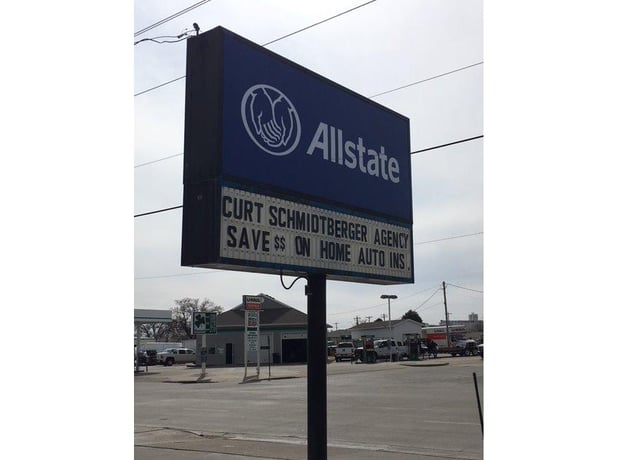 Allstate
CURT SCHMIDTBERGER AGENCY
SAVE $$ ON HOME AUTO INS